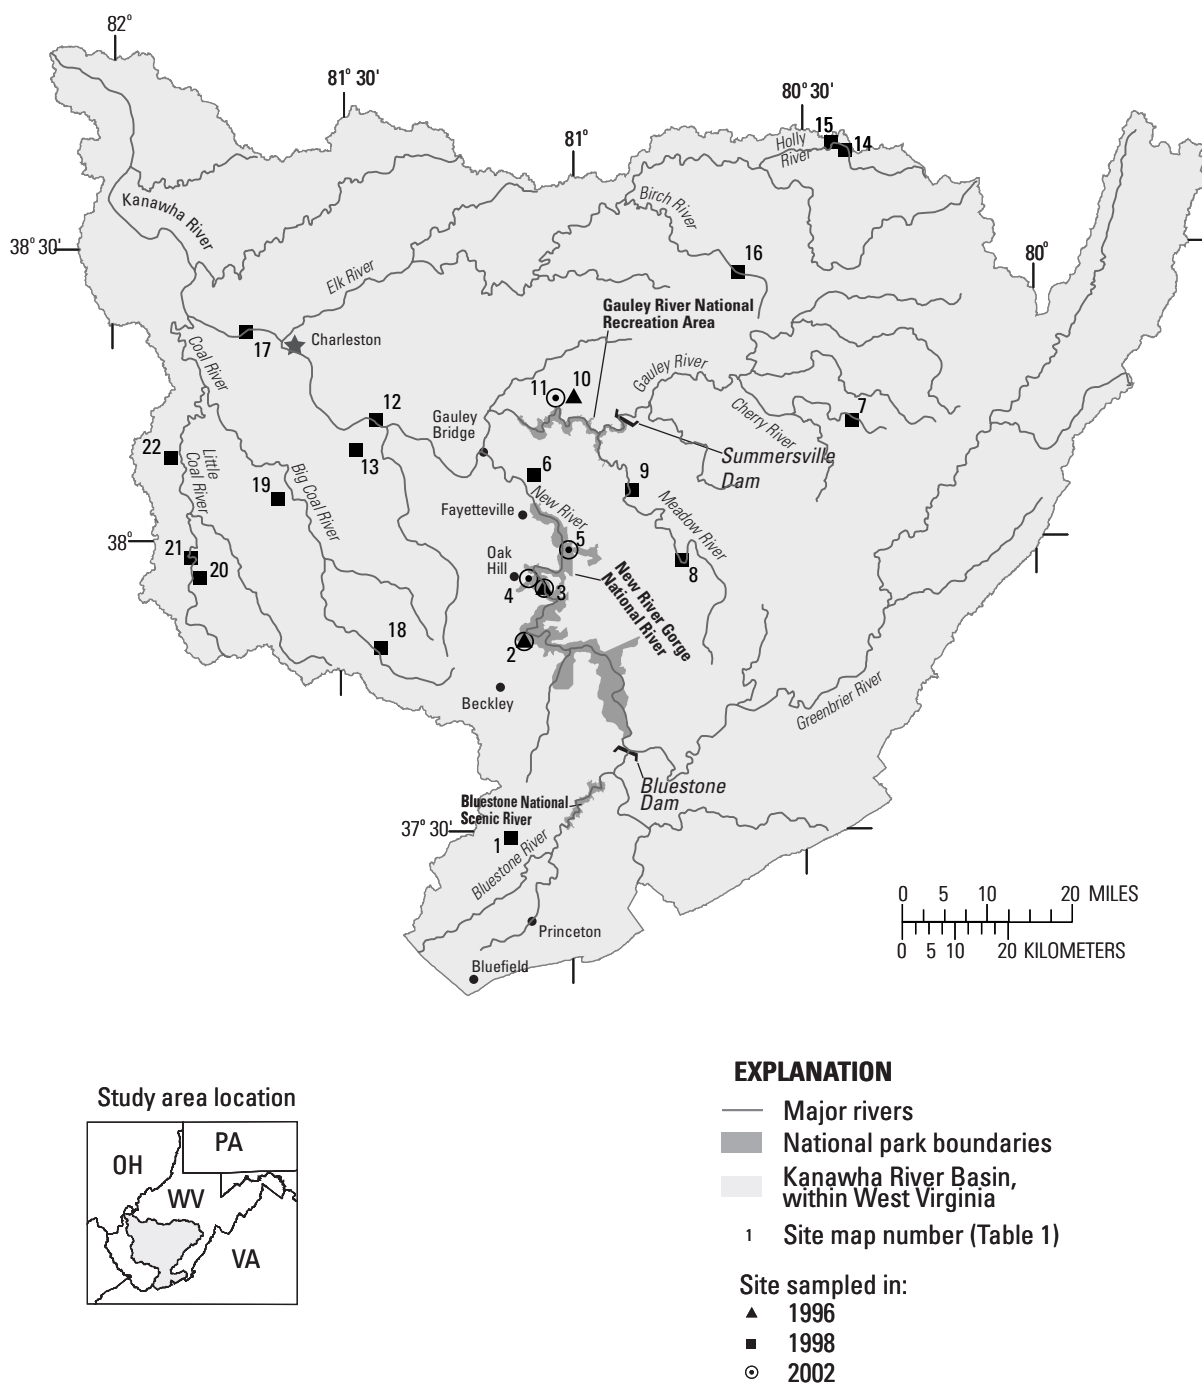 82°
81° 30'
80° 30'
81°
15
14
Holly
River
Kanawha River
Birch River
38° 30'
80°
16
Elk River
Gauley River National
Recreation Area
17
Charleston
Coal River
Gauley River
11
10
12
Gauley
Bridge
Cherry River
7
13
22
Little
Coal River
Summersville
Dam
6
9
19
Big Coal River
New River
Meadow River
Fayetteville
38°
5
21
Oak
Hill
8
20
4
3
New River Gorge
National River
18
2
Beckley
Greenbrier River
Bluestone
Dam
Bluestone National
Scenic River
37° 30'
1
Bluestone River
0 5 10 20 MILES
0 5 10 20 KILOMETERS
Princeton
Bluefield
Study area location
OH
PA
WV
VA
EXPLANATION
Major rivers
National park boundaries
Kanawha River Basin,
within West Virginia
1 Site map number (Table 1)
Site sampled in:
1996
1998
2002